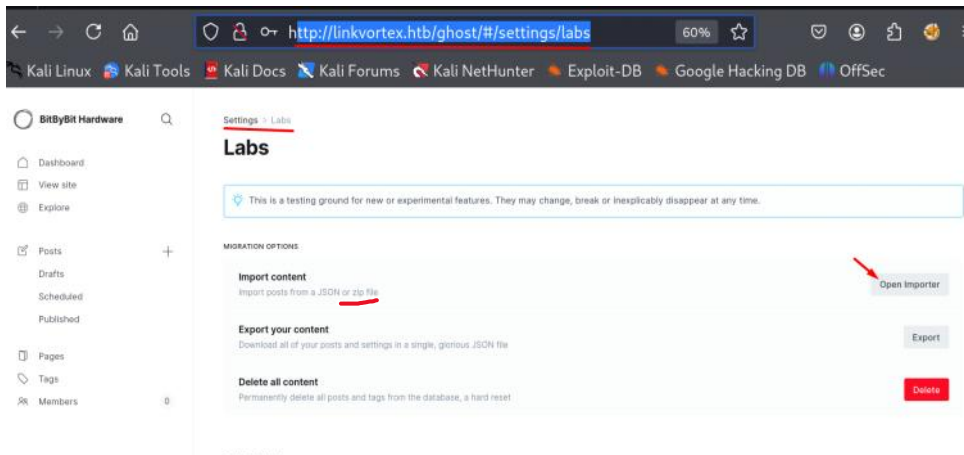 http://linkvortex.htb/ghost/#/settings/labs 60%
Kali Linux Kali Tools Kali Docs Kali Forums Kali NetHunter Exploit-DB Google Hacking DB OffSec
BitByBit Hardware
Dashboard
View site
Explore
Posts
Drafts
Scheduled
Published
Pages
Tags
Members 0
Settings > Labs
Labs
This is a testing ground for new or experimental features. They may change, break or inexplicably disappear at any time.
MIGRATION OPTIONS
Import content
Import posts from a JSON or zip file
Open Importer
Export your content
Download all of your posts and settings in a single, glorious JSON file
Export
Delete all content
Permanently delete all posts and tags from the database, a hard reset
Delete